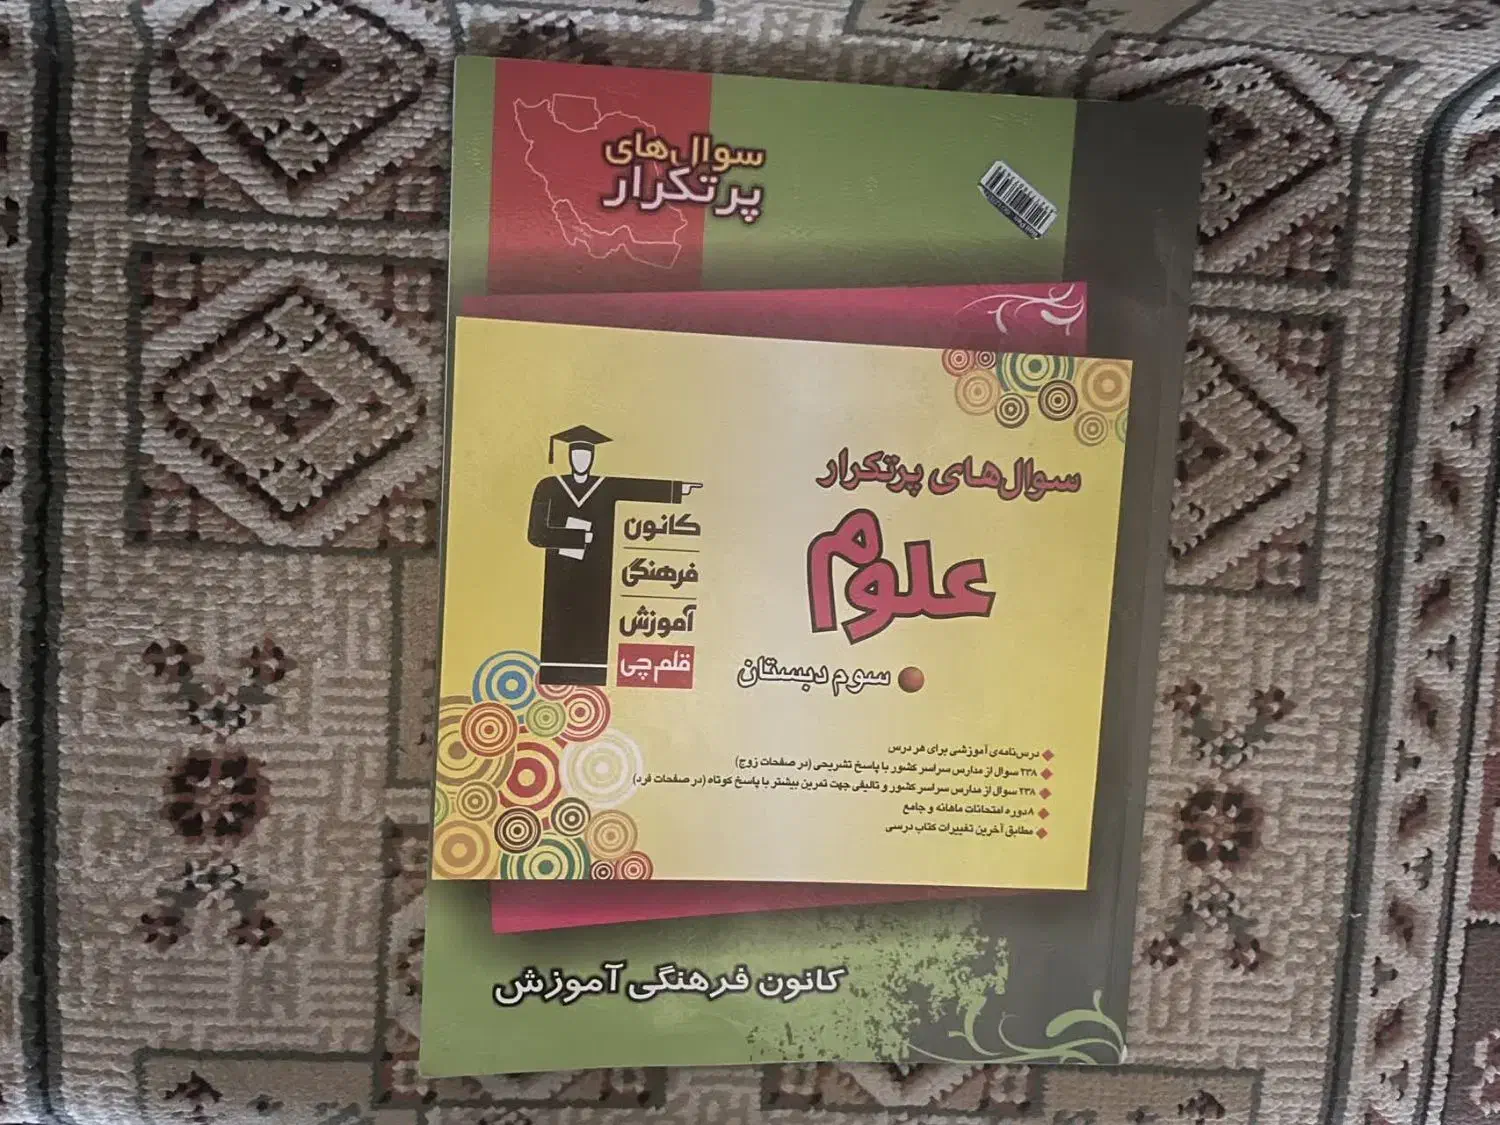 سوال‌های
پرتکرار
سوال‌های پرتکرار
علوم
سوم دبستان
کانون
فرهنگی
آموزش
قلم‌چی
درس‌نامه‌ی آموزشی برای هر درس
۲۳۸ سوال از مدارس سراسر کشور با پاسخ تشریحی (در صفحات زوج)
۲۳۸ سوال از مدارس سراسر کشور و تالیفی جهت تمرین بیشتر با پاسخ کوتاه (در صفحات فرد)
۸ دوره امتحانات ماهانه و جامع
مطابق آخرین تغییرات کتاب درسی
کانون فرهنگی آموزش